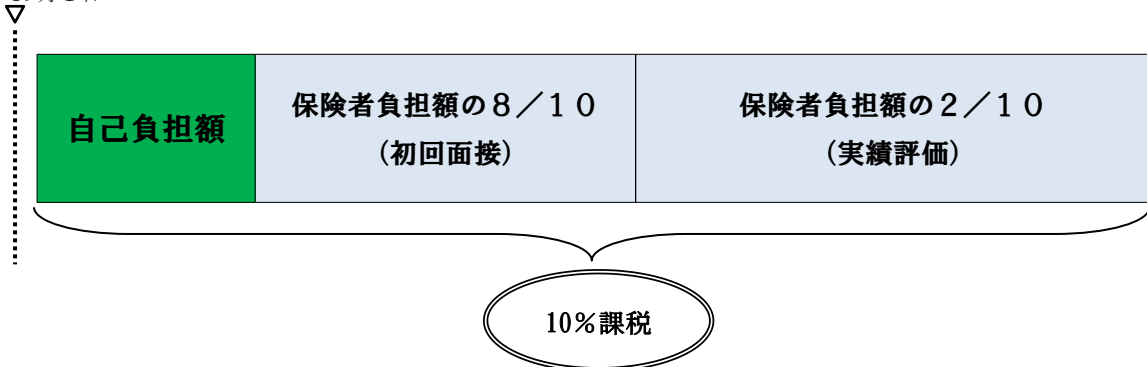 自己負担額
保険者負担額の8／10
（初回面接）
保険者負担額の2／10
（実績評価）
10%課税